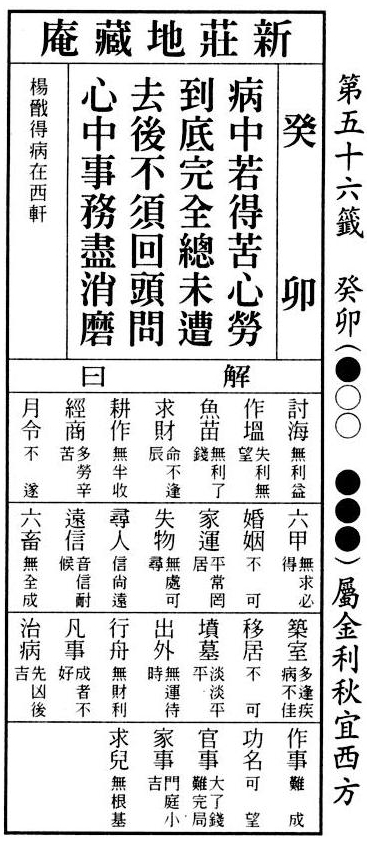 第五十六籤 癸卯(●○○ ●●●)屬金利秋宜西方
新莊地藏庵
癸卯
病中若得苦心勞
到底完全總未遭
去後不須回頭問
心中事務盡消磨
楊戩得病在西軒
解曰
討海 無利益
作塭 失利無望
魚苗 無利了錢
求財 命不逢辰
耕作 無半收
經商 多勞辛苦
月令 不遂
六甲 無求必得
婚姻 不可
家運 平常罔居
失物 無處可尋
尋人 信尚遠
遠信 音信耐候
六畜 無全成
築室 多逢疾病不佳
移居 不可
墳墓 淡淡平平
出外 無運待時
行舟 無財利
凡事 成者不好
治病 先凶後吉
作事 難成
功名 可望
官事 大了錢難完局
家事 門庭小吉
求兒 無根基